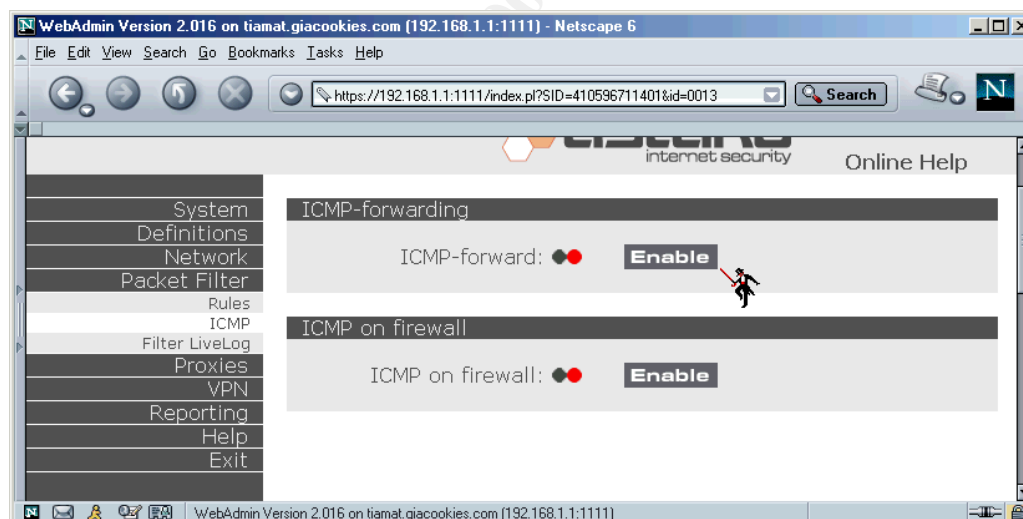 WebAdmin Version 2.016 on tiamat.giacookies.com (192.168.1.1:1111) - Netscape 6
File Edit View Search Go Bookmarks Tasks Help
https://192.168.1.1:1111/index.pl?SID=410596711401&id=0013
Search
N
internet security
Online Help
System
Definitions
Network
Packet Filter
Rules
ICMP
Filter LiveLog
Proxies
VPN
Reporting
Help
Exit
ICMP-forwarding
ICMP-forward:
Enable
ICMP on firewall
ICMP on firewall:
Enable
WebAdmin Version 2.016 on tiamat.giacookies.com (192.168.1.1:1111)